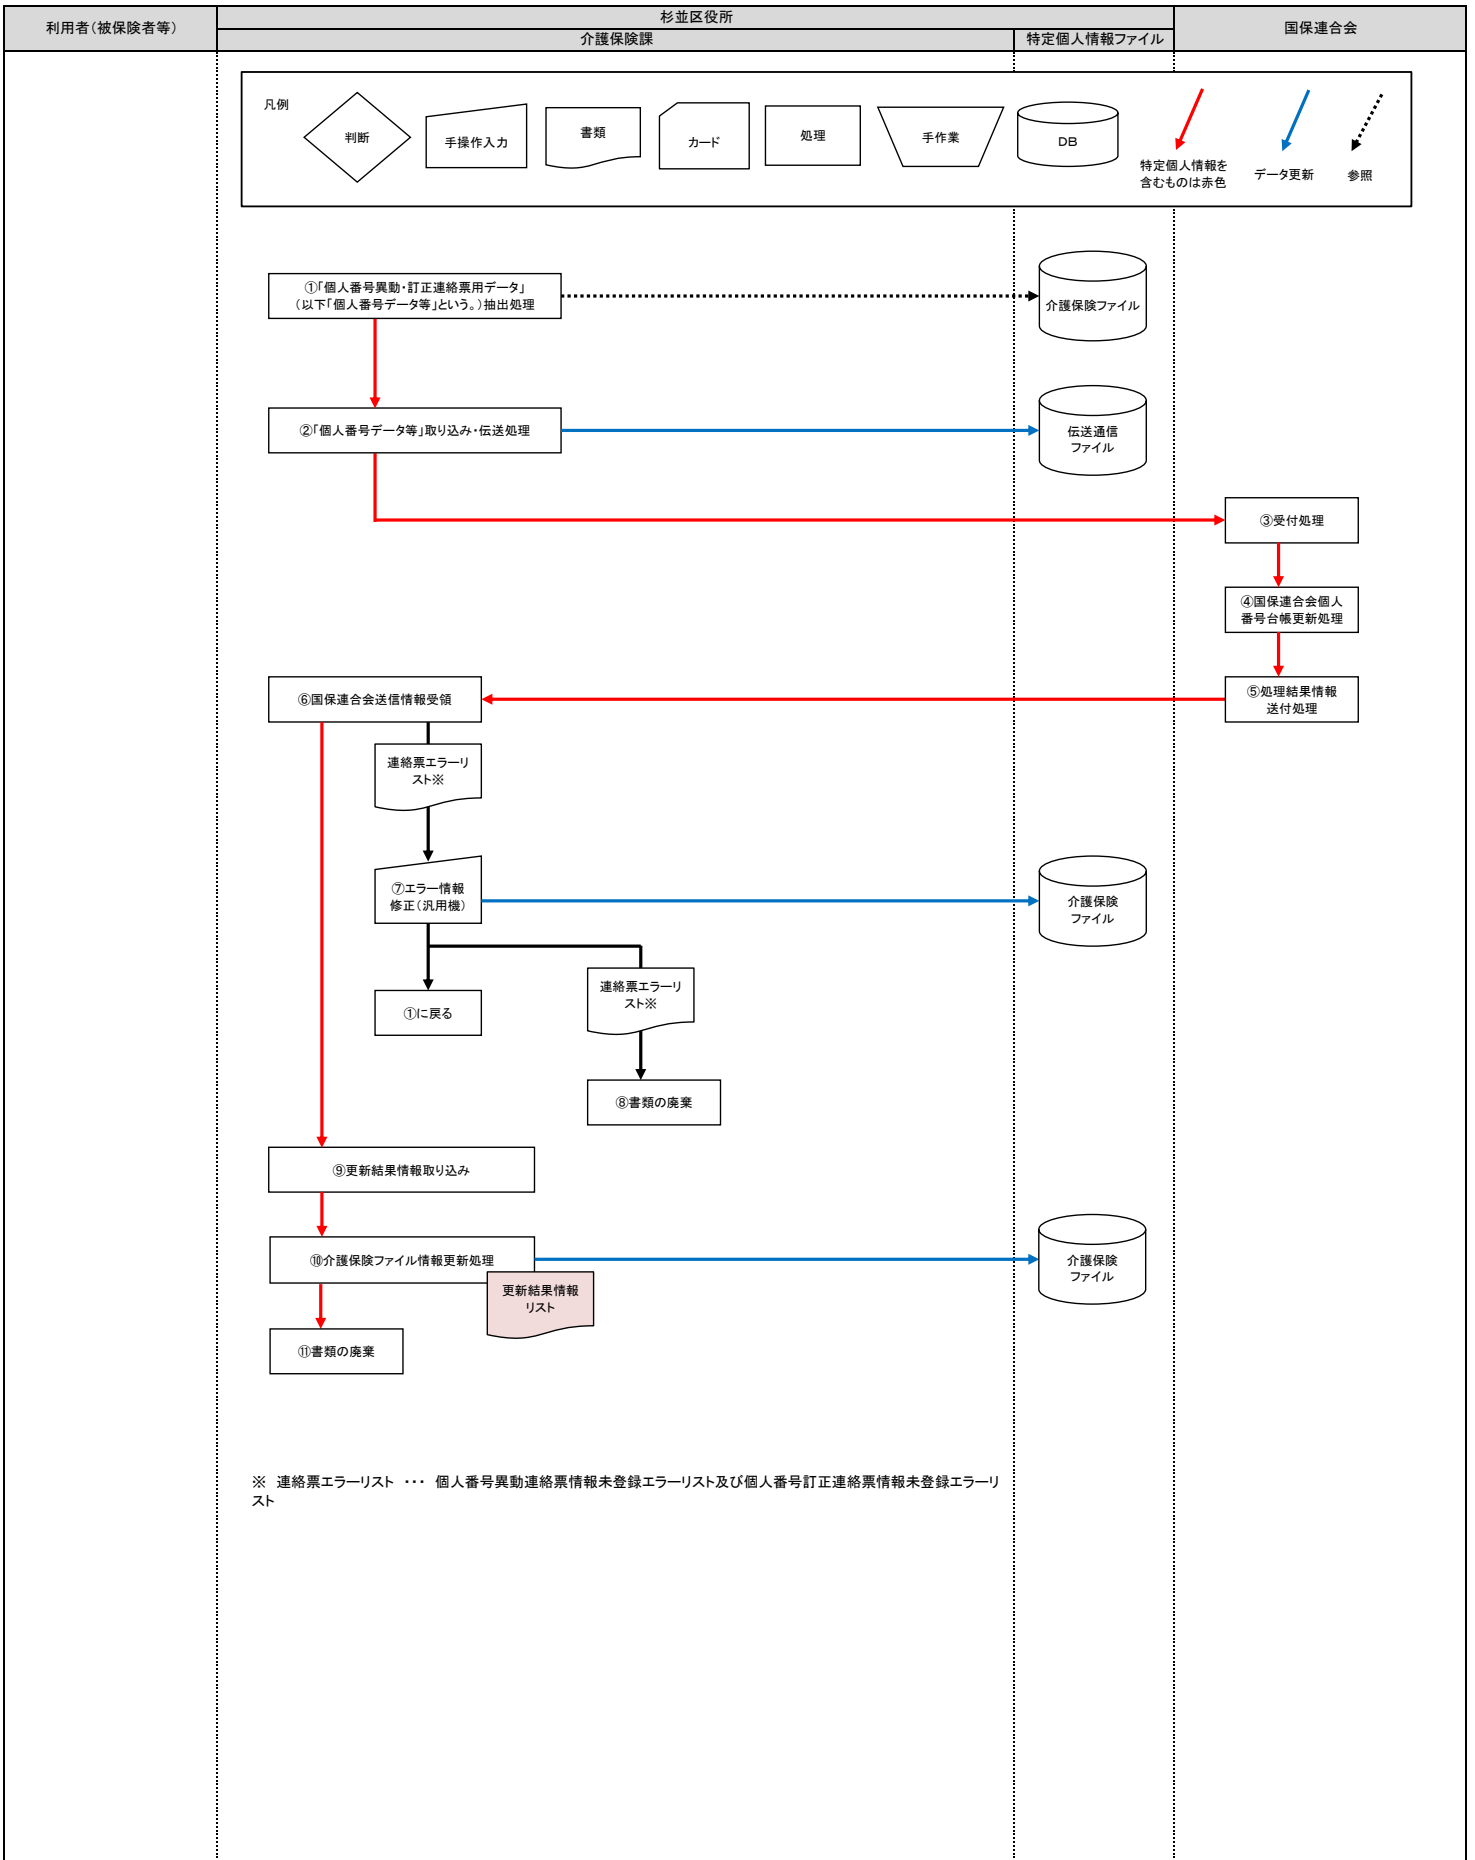 利用者（被保険者等）
杉並区役所
介護保険課
特定個人情報ファイル
国保連合会
凡例
判断
手操作入力
書類
カード
処理
手作業
DB
特定個人情報を
含むものは赤色
データ更新
参照
①「個人番号異動・訂正連絡票用データ」
（以下「個人番号データ等」という。）抽出処理
介護保険ファイル
②「個人番号データ等」取り込み・伝送処理
伝送通信
ファイル
③受付処理
④国保連合会個人
番号台帳更新処理
⑤処理結果情報
送付処理
⑥国保連合会送信情報受領
連絡票エラーリ
スト※
⑦エラー情報
修正（汎用機）
介護保険
ファイル
①に戻る
連絡票エラーリ
スト※
⑧書類の廃棄
⑨更新結果情報取り込み
⑩介護保険ファイル情報更新処理
介護保険
ファイル
更新結果情報
リスト
⑪書類の廃棄
※　連絡票エラーリスト　・・・　個人番号異動連絡票情報未登録エラーリスト及び個人番号訂正連絡票情報未登録エラーリ
スト